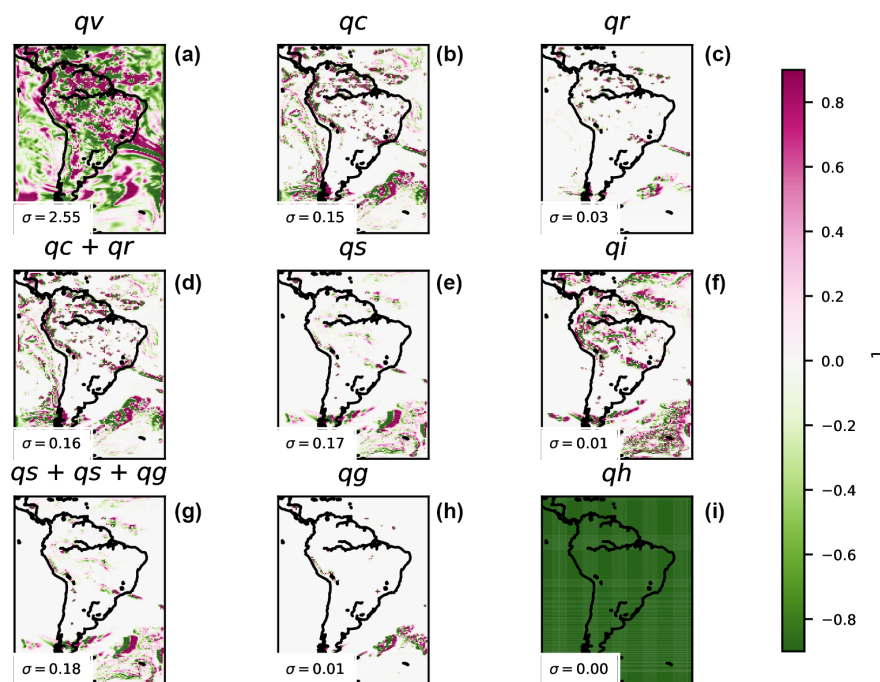 qv
(a)
σ = 2.55
qc
(b)
σ = 0.15
qr
(c)
σ = 0.03
qc + qr
(d)
σ = 0.16
qs
(e)
σ = 0.17
qi
(f)
σ = 0.01
qs + qs + qg
(g)
σ = 0.18
qg
(h)
σ = 0.01
qh
(i)
σ = 0.00
0.8
0.6
0.4
0.2
0.0
−0.2
−0.4
−0.6
−0.8